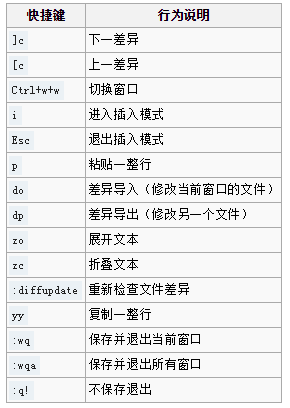 快捷键 行为说明
]c 下一差异
[c 上一差异
Ctrl+w+w 切换窗口
i 进入插入模式
Esc 退出插入模式
p 粘贴一整行
do 差异导入（修改当前窗口的文件）
dp 差异导出（修改另一个文件）
zo 展开文本
zc 折叠文本
:diffupdate 重新检查文件差异
yy 复制一整行
:wq 保存并退出当前窗口
:wqa 保存并退出所有窗口
:q! 不保存退出